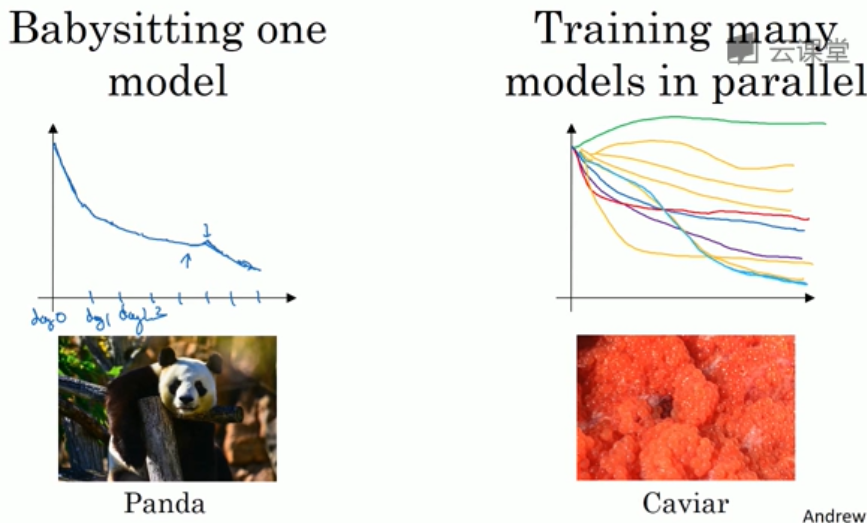 Babysitting one
model
Training many
models in parallel
云课堂
day 0 day 1 day 2 3
Panda
Caviar
Andrew